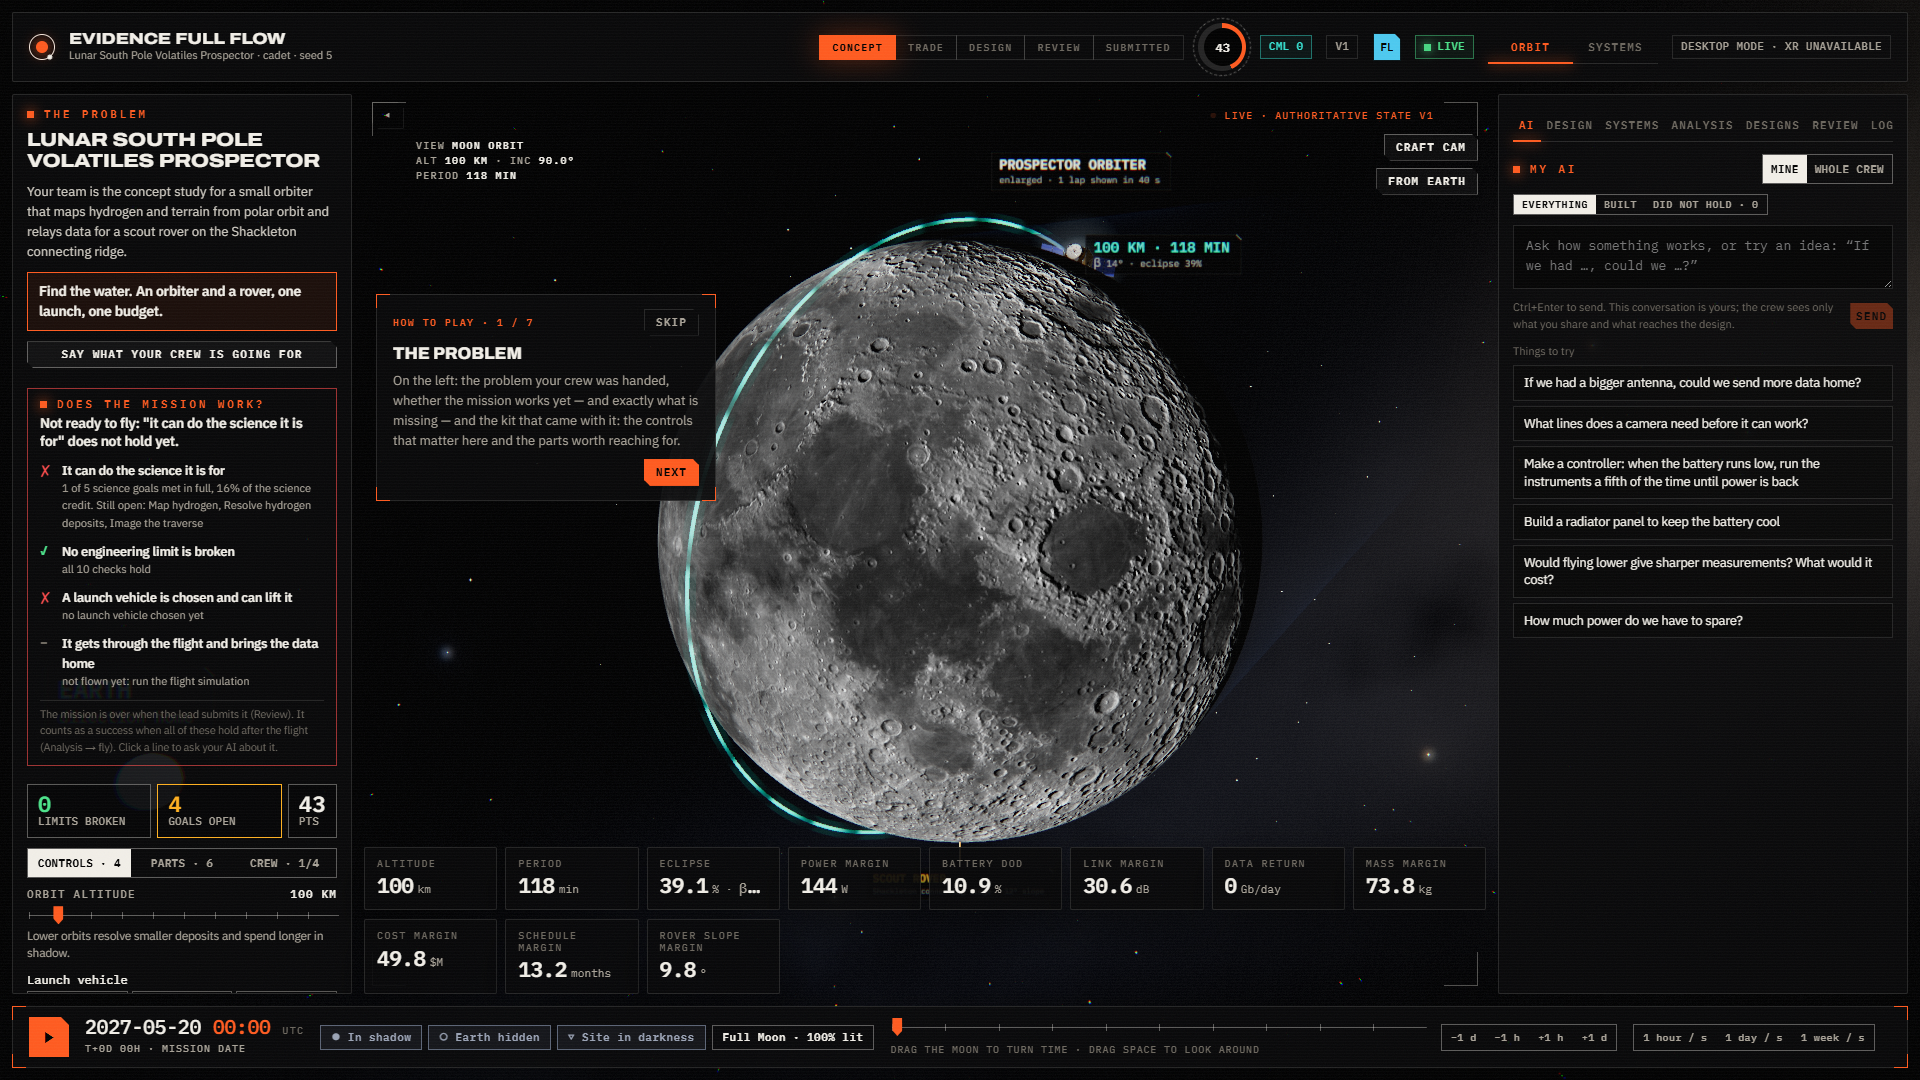 EVIDENCE FULL FLOW
Lunar South Pole Volatiles Prospector · cadet · seed 5
CONCEPT
TRADE
DESIGN
REVIEW
SUBMITTED
43
CML 0
V1
FL
LIVE
ORBIT
SYSTEMS
DESKTOP MODE · XR UNAVAILABLE
THE PROBLEM
LUNAR SOUTH POLE
VOLATILES PROSPECTOR
Your team is the concept study for a small orbiter
that maps hydrogen and terrain from polar orbit and
relays data for a scout rover on the Shackleton
connecting ridge.
Find the water. An orbiter and a rover, one
launch, one budget.
SAY WHAT YOUR CREW IS GOING FOR
DOES THE MISSION WORK?
Not ready to fly: "it can do the science it is
for" does not hold yet.
✗ It can do the science it is for
1 of 5 science goals met in full, 16% of the science
credit. Still open: Map hydrogen, Resolve hydrogen
deposits, Image the traverse
✓ No engineering limit is broken
all 10 checks hold
✗ A launch vehicle is chosen and can lift it
no launch vehicle chosen yet
– It gets through the flight and brings the data
home
not flown yet: run the flight simulation
EARTH
The mission is over when the lead submits it (Review). It
counts as a success when all of these hold after the flight
(Analysis → fly). Click a line to ask your AI about it.
0
LIMITS BROKEN
4
GOALS OPEN
43
PTS
CONTROLS · 4
PARTS · 6
CREW · 1/4
ORBIT ALTITUDE
100 KM
Lower orbits resolve smaller deposits and spend longer in
shadow.
Launch vehicle
VIEW MOON ORBIT
ALT 100 KM · INC 90.0°
PERIOD 118 MIN
LIVE · AUTHORITATIVE STATE V1
CRAFT CAM
FROM EARTH
PROSPECTOR ORBITER
enlarged · 1 lap shown in 40 s
100 KM · 118 MIN
β 14° · eclipse 39%
HOW TO PLAY · 1 / 7
SKIP
THE PROBLEM
On the left: the problem your crew was handed,
whether the mission works yet — and exactly what is
missing — and the kit that came with it: the controls
that matter here and the parts worth reaching for.
NEXT
ALTITUDE
100 km
PERIOD
118 min
ECLIPSE
39.1 % · β…
POWER MARGIN
144 W
BATTERY DOD
10.9 %
LINK MARGIN
30.6 dB
DATA RETURN
0 Gb/day
MASS MARGIN
73.8 kg
COST MARGIN
49.8 $M
SCHEDULE
MARGIN
13.2 months
ROVER SLOPE
MARGIN
9.8 °
AI
DESIGN
SYSTEMS
ANALYSIS
DESIGNS
REVIEW
LOG
MY AI
MINE
WHOLE CREW
EVERYTHING
BUILT
DID NOT HOLD · 0
Ask how something works, or try an idea: “If
we had …, could we …?”
Ctrl+Enter to send. This conversation is yours; the crew sees only
what you share and what reaches the design.
SEND
Things to try
If we had a bigger antenna, could we send more data home?
What lines does a camera need before it can work?
Make a controller: when the battery runs low, run the
instruments a fifth of the time until power is back
Build a radiator panel to keep the battery cool
Would flying lower give sharper measurements? What would it
cost?
How much power do we have to spare?
2027-05-20 00:00 UTC
T+0D 00H · MISSION DATE
In shadow
Earth hidden
Site in darkness
Full Moon · 100% lit
DRAG THE MOON TO TURN TIME · DRAG SPACE TO LOOK AROUND
−1 d
−1 h
+1 h
+1 d
1 hour / s
1 day / s
1 week / s